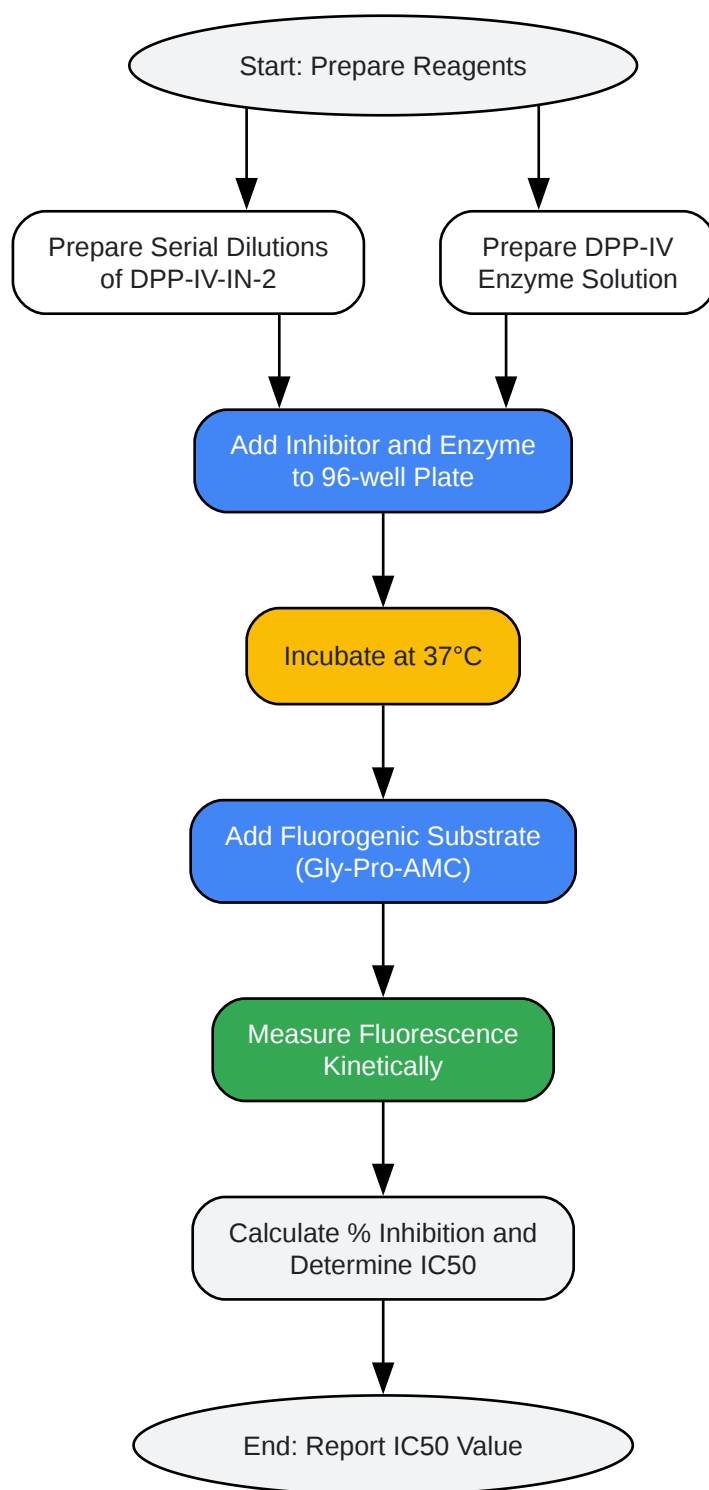 Start: Prepare Reagents
Prepare Serial Dilutions
of DPP-IV-IN-2
Prepare DPP-IV
Enzyme Solution
Add Inhibitor and Enzyme
to 96-well Plate
Incubate at 37°C
Add Fluorogenic Substrate
(Gly-Pro-AMC)
Measure Fluorescence
Kinetically
Calculate % Inhibition and
Determine IC50
End: Report IC50 Value